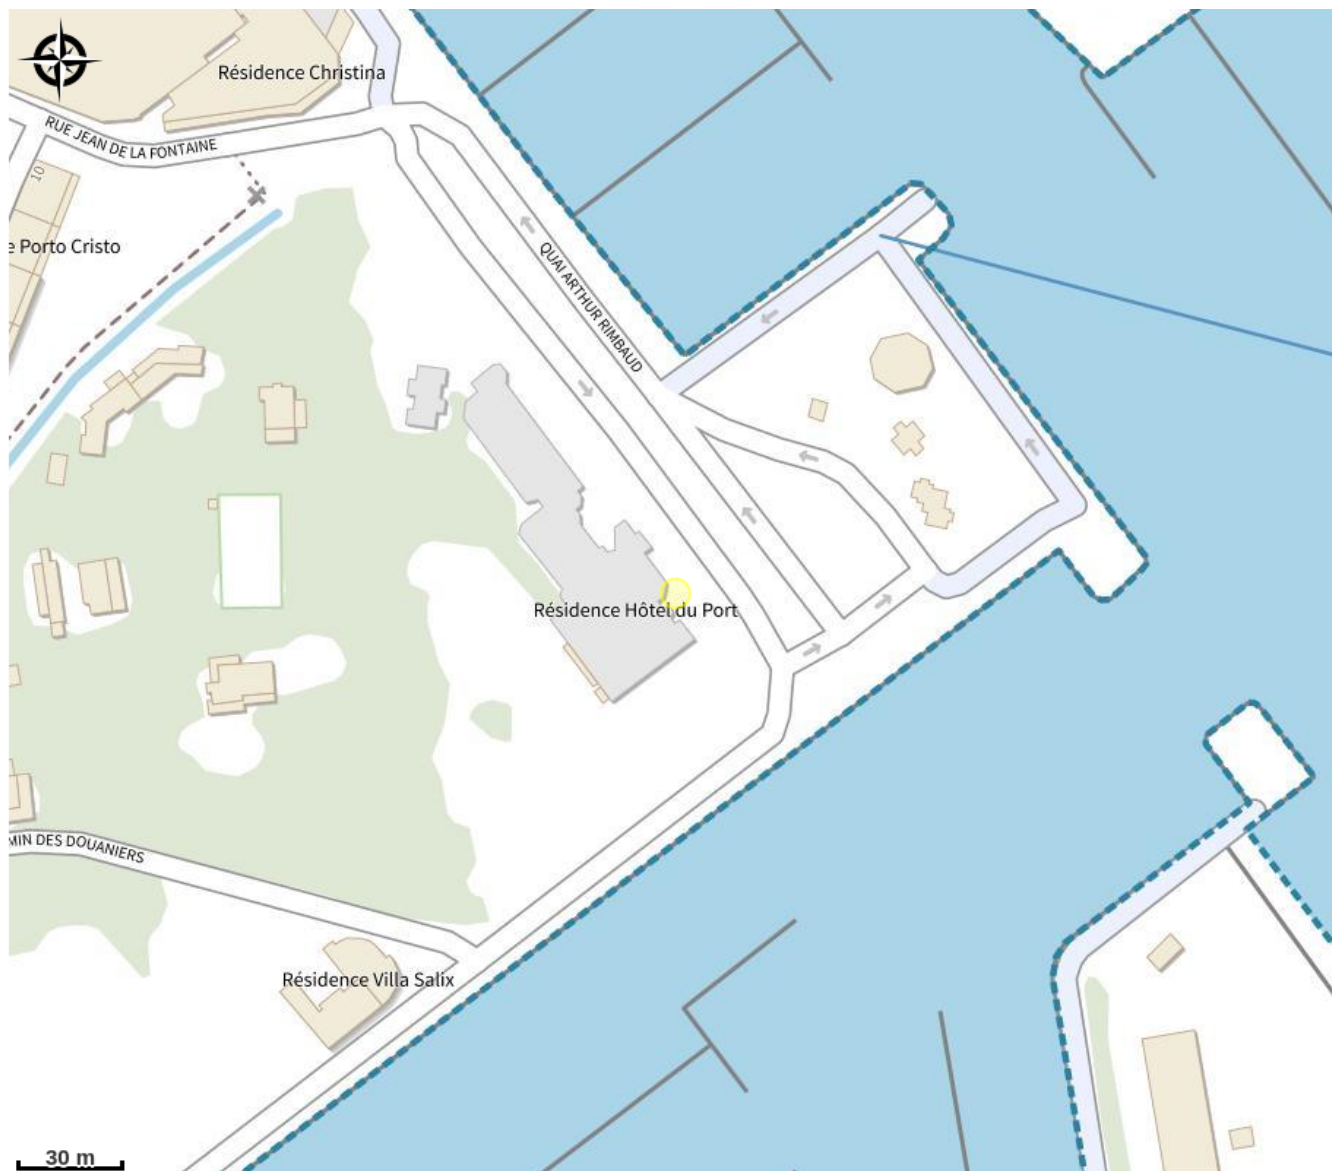 Résidence Christina
RUE JEAN DE LA FONTAINE
10
e Porto Cristo
QUAI ARTHUR RIMBAUD
Résidence Hôtel du Port
MIN DES DOUANIERS
Résidence Villa Salix
30 m